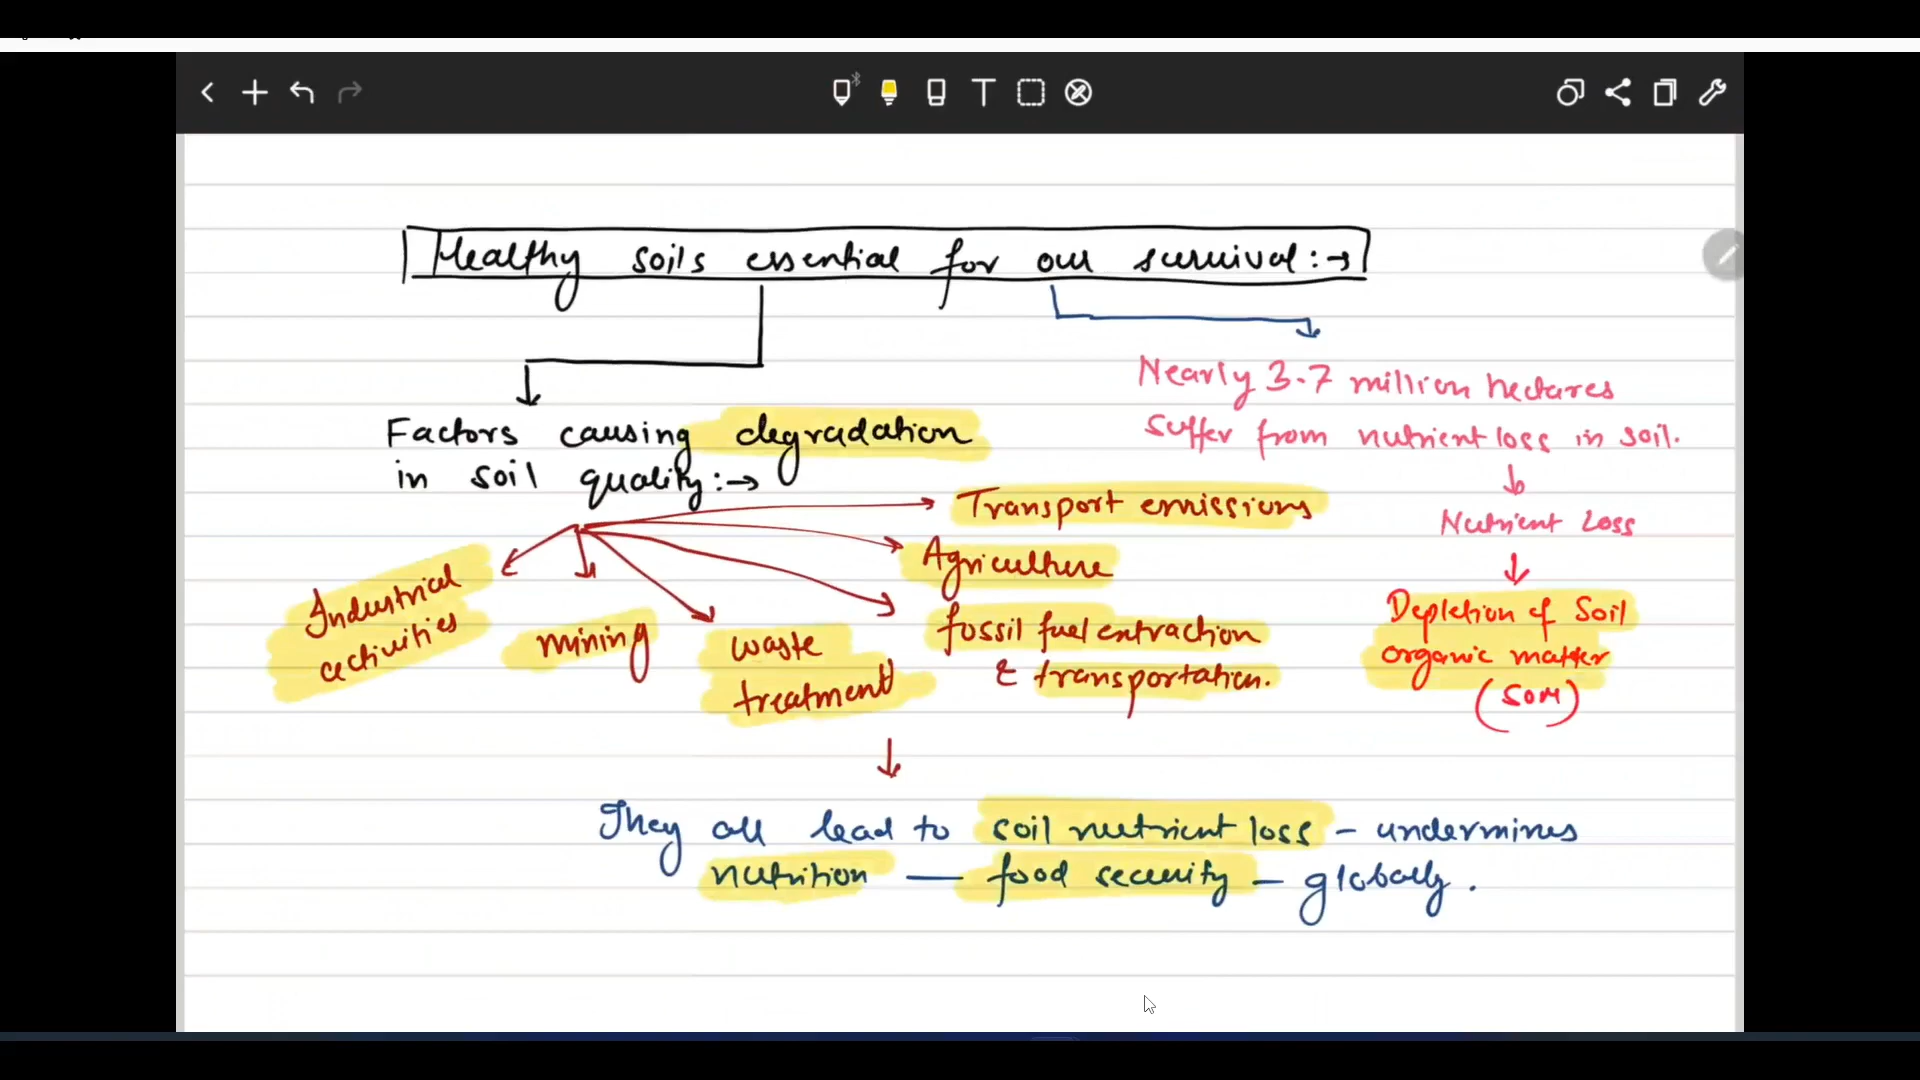 Healthy soils essential for our survival:→
Nearly 3.7 million hectares
suffer from nutrient loss in soil.
Nutrient Loss
Depletion of Soil
organic matter
(SOM)
Factors causing degradation
in soil quality:→
Transport emissions
Agriculture
fossil fuel extraction
& transportation.
Industrial
activities
mining
waste
treatment
They all lead to soil nutrient loss - undermines
nutrition — food security — globally.